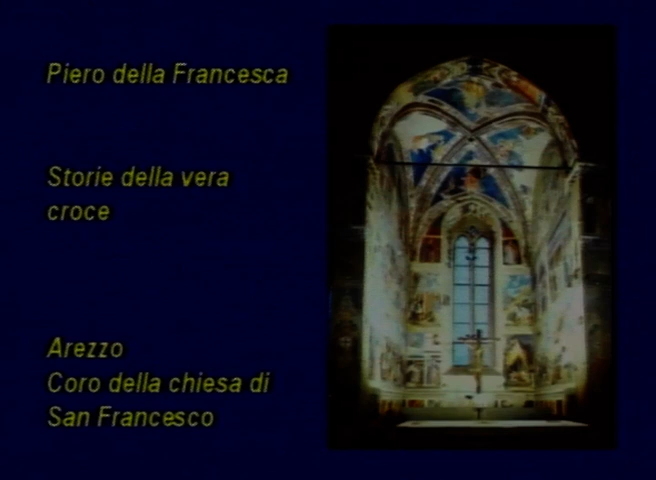 Piero della Francesca
Storie della vera
croce
Arezzo
Coro della chiesa di
San Francesco